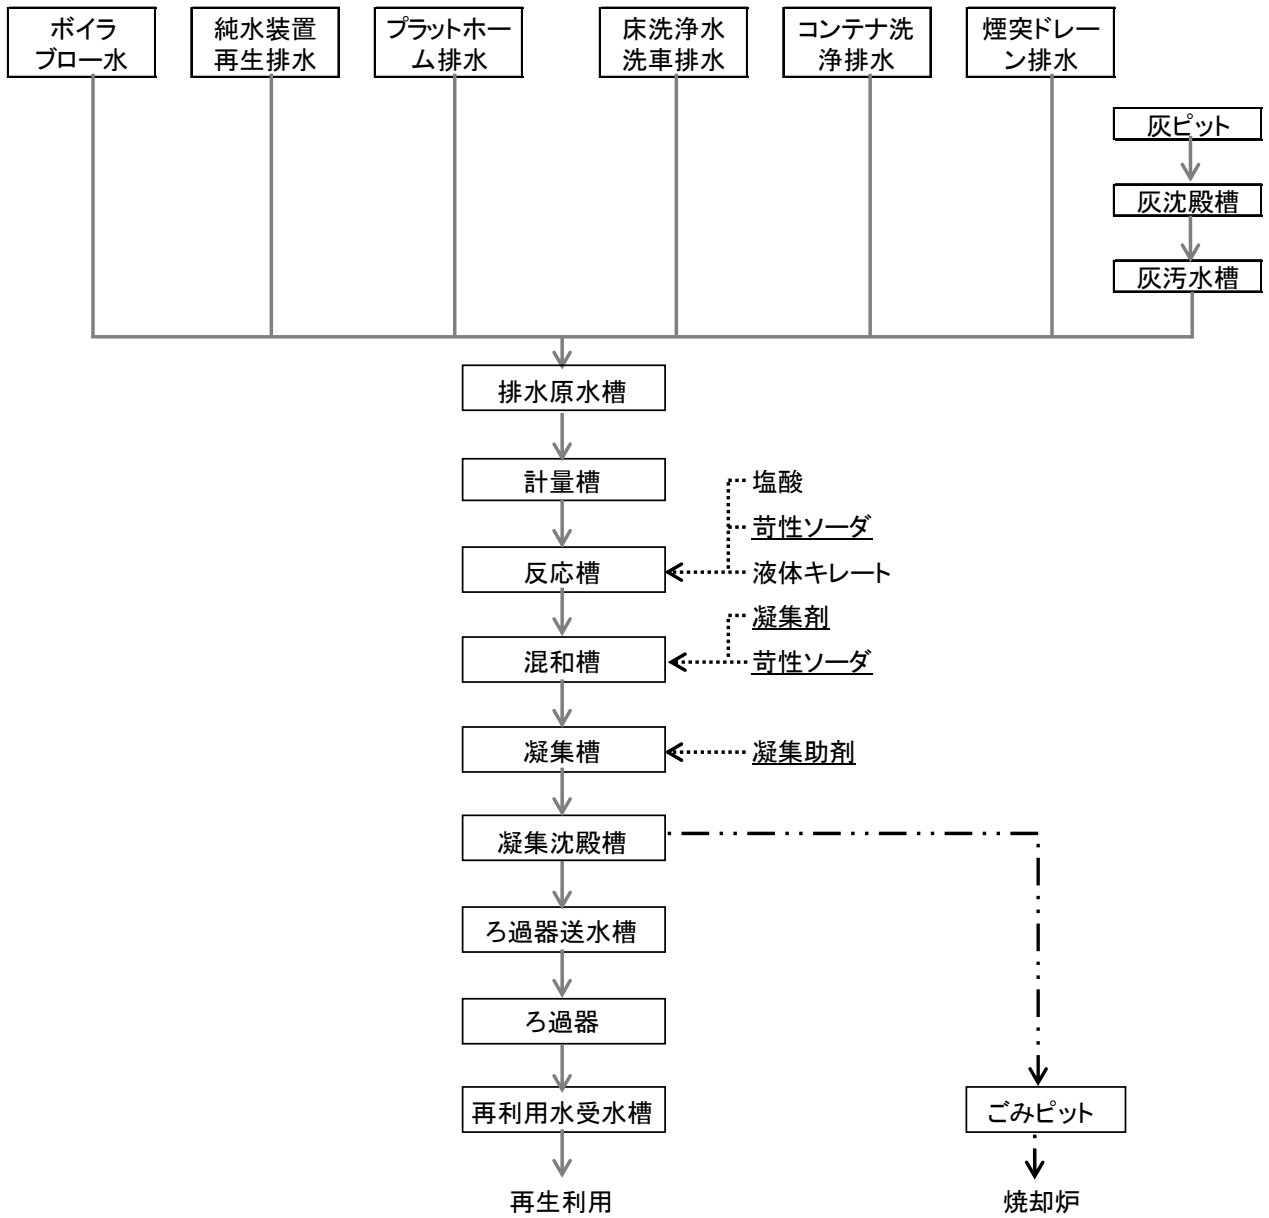 ボイラ
ブロー水
純水装置
再生排水
プラットホー
ム排水
床洗浄水
洗車排水
コンテナ洗
浄排水
煙突ドレー
ン排水
灰ピット
灰沈殿槽
灰汚水槽
排水原水槽
計量槽
塩酸
苛性ソーダ
反応槽
液体キレート
凝集剤
混和槽
苛性ソーダ
凝集槽
凝集助剤
凝集沈殿槽
ろ過器送水槽
ろ過器
再利用水受水槽
ごみピット
再生利用
焼却炉